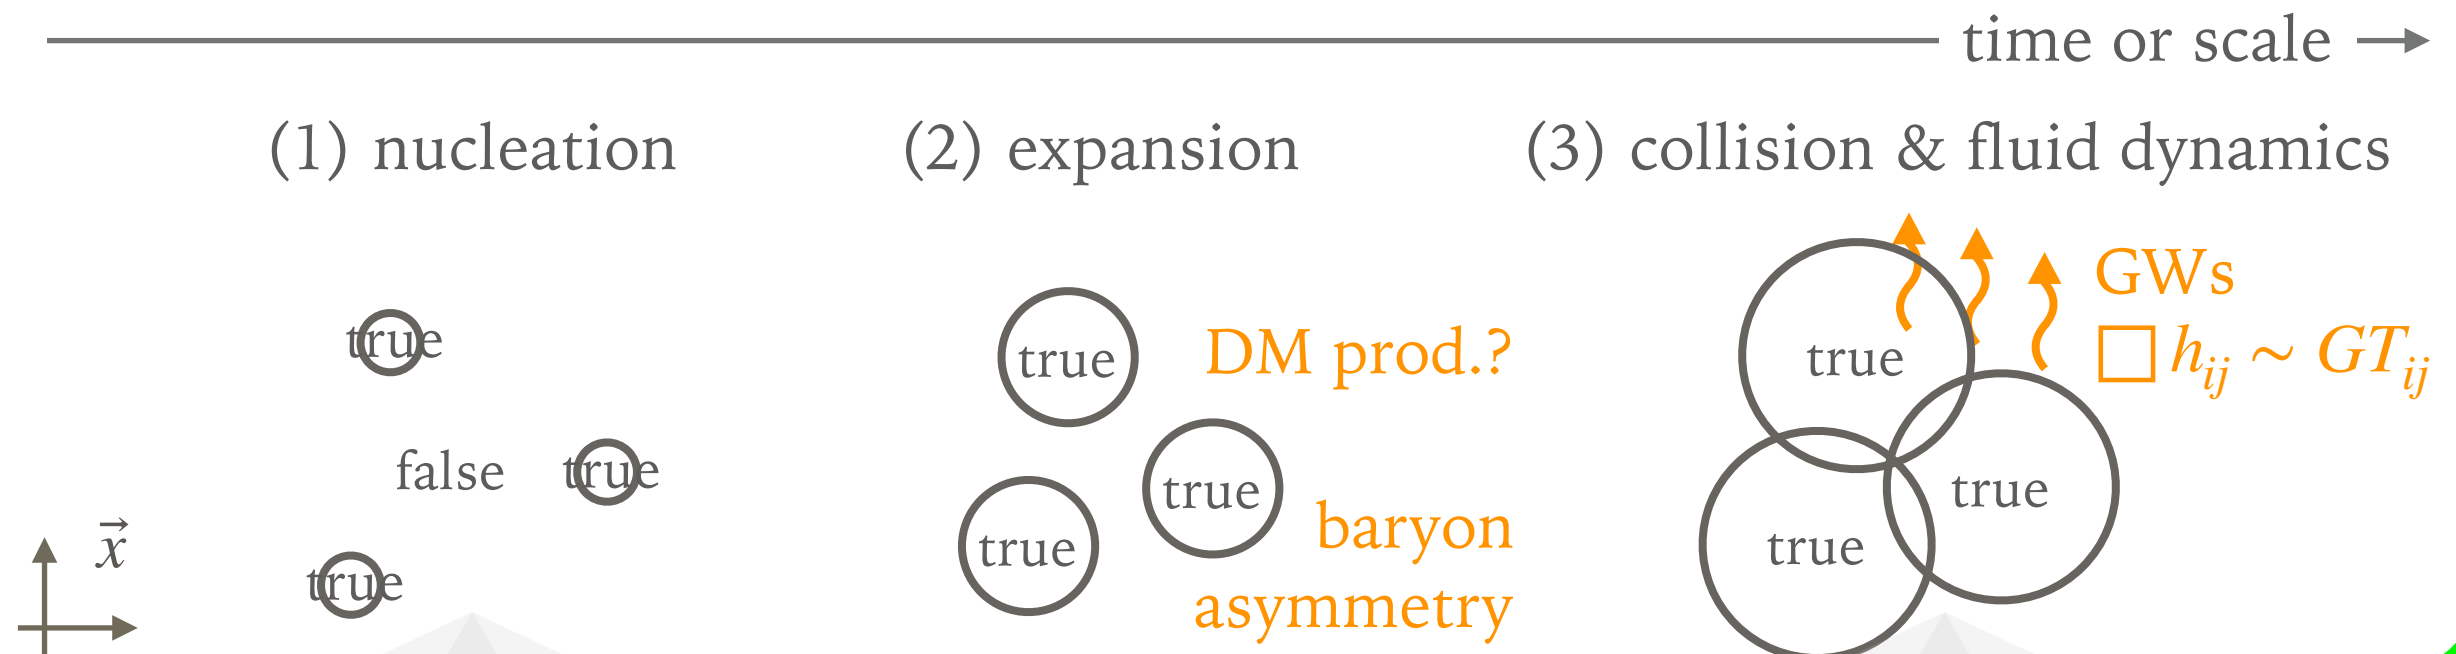 time or scale
(1) nucleation
(2) expansion
(3) collision & fluid dynamics
true
false
true
true
x⃗
true
DM prod.?
true
true
baryon
asymmetry
GWs
□ h_ij ∼ GT_ij
true
true
true